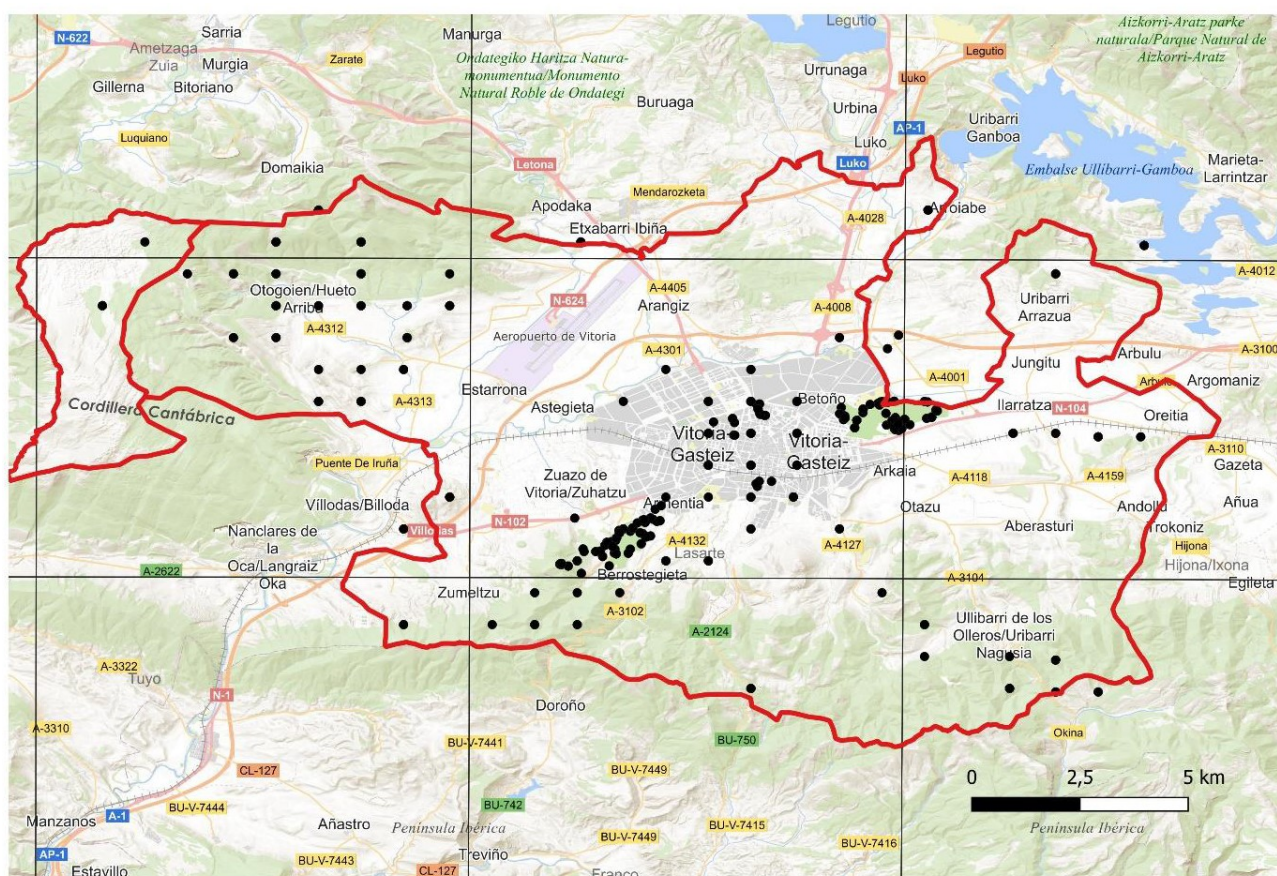 N-622
Sarria
Manurga
Legutio
Aizkorri-Aratz parke
naturala/Parque Natural de
Aizkorri-Aratz
Ametzaga
Zuia
Murgia
Zarate
Ondategiko Haritza Natura-
monumentua/Monumento
Natural Roble de Ondategi
Legutio
Gillerna
Bitoriano
Urrunaga
Luko
Buruaga
Urbina
Uribarri
Ganboa
AP-1
Luquiano
Luko
Domaikia
Letona
Luko
Marieta-
Larrintzar
Embalse Ullibarri-Gamboa
Mendarozketa
Apodaka
Arroiabe
Etxabarri Ibiña
A-4028
A-4012
Otogoien/Hueto
Arriba
A-4405
N-624
Arangiz
A-4008
Uribarri
Arrazua
A-4312
Aeropuerto de Vitoria
A-4301
A-3100
Jungitu
Arbulu
Estarrona
A-4001
Arbulo
Argomaniz
Cordillera Cantábrica
A-4313
Astegieta
Betoño
Ilarratza
N-104
Oreitia
Vitoria-
Gasteiz
Vitoria-
Gasteiz
A-3110
Puente De Iruña
Arkaia
Gazeta
Zuazo de
Vitoria/Zuhatzu
A-4118
A-4159
Víllodas/Billoda
Armentia
Otazu
Andollu
Añua
N-102
Villodas
Aberasturi
Trokoniz
Nanclares de
la
Oca/Langraiz
Oka
A-4132
A-4127
Lasarte
Hijona
Hijona/Ixona
A-2622
Berrostegieta
A-3104
Egileta
Zumeltzu
A-3102
Ullibarri de los
Olleros/Uribarri
Nagusia
A-2124
A-3322
Tuyo
N-1
Doroño
A-3310
Okina
BU-V-7441
BU-750
CL-127
BU-V-7449
0 2,5 5 km
BU-V-7444
BU-742
A-1
Manzanos
Añastro
Península Ibérica
BU-V-7415
Península Ibérica
BU-V-7449
BU-V-7416
AP-1
BU-V-7443
Treviño
Estavillo
CL-127
Franco